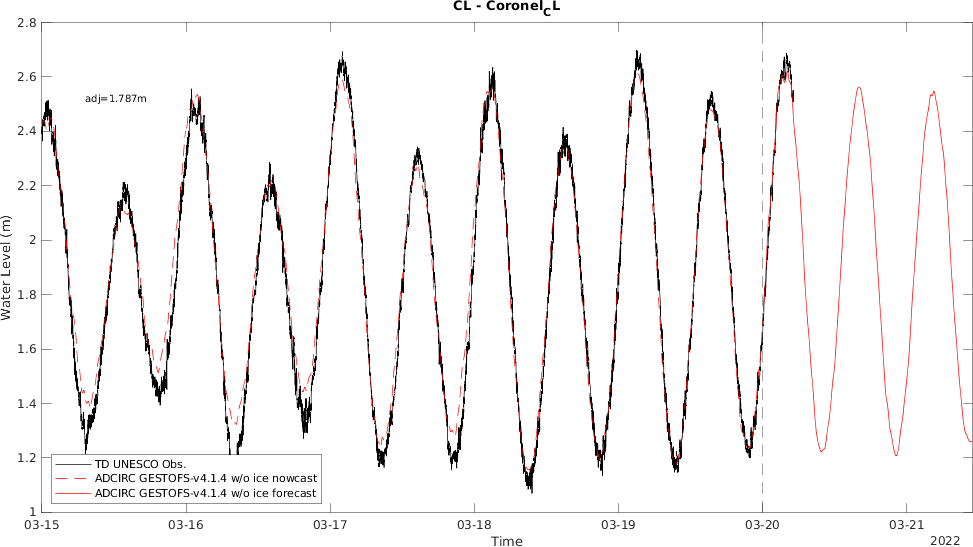 CL - Coronel_CL
2.8
2.6
adj=1.787m
2.4
2.2
2
1.8
1.6
1.4
1.2
1
Water Level (m)
TD UNESCO Obs.
ADCIRC GESTOFS-v4.1.4 w/o ice nowcast
ADCIRC GESTOFS-v4.1.4 w/o ice forecast
03-15 03-16 03-17 03-18 03-19 03-20 03-21
Time
2022